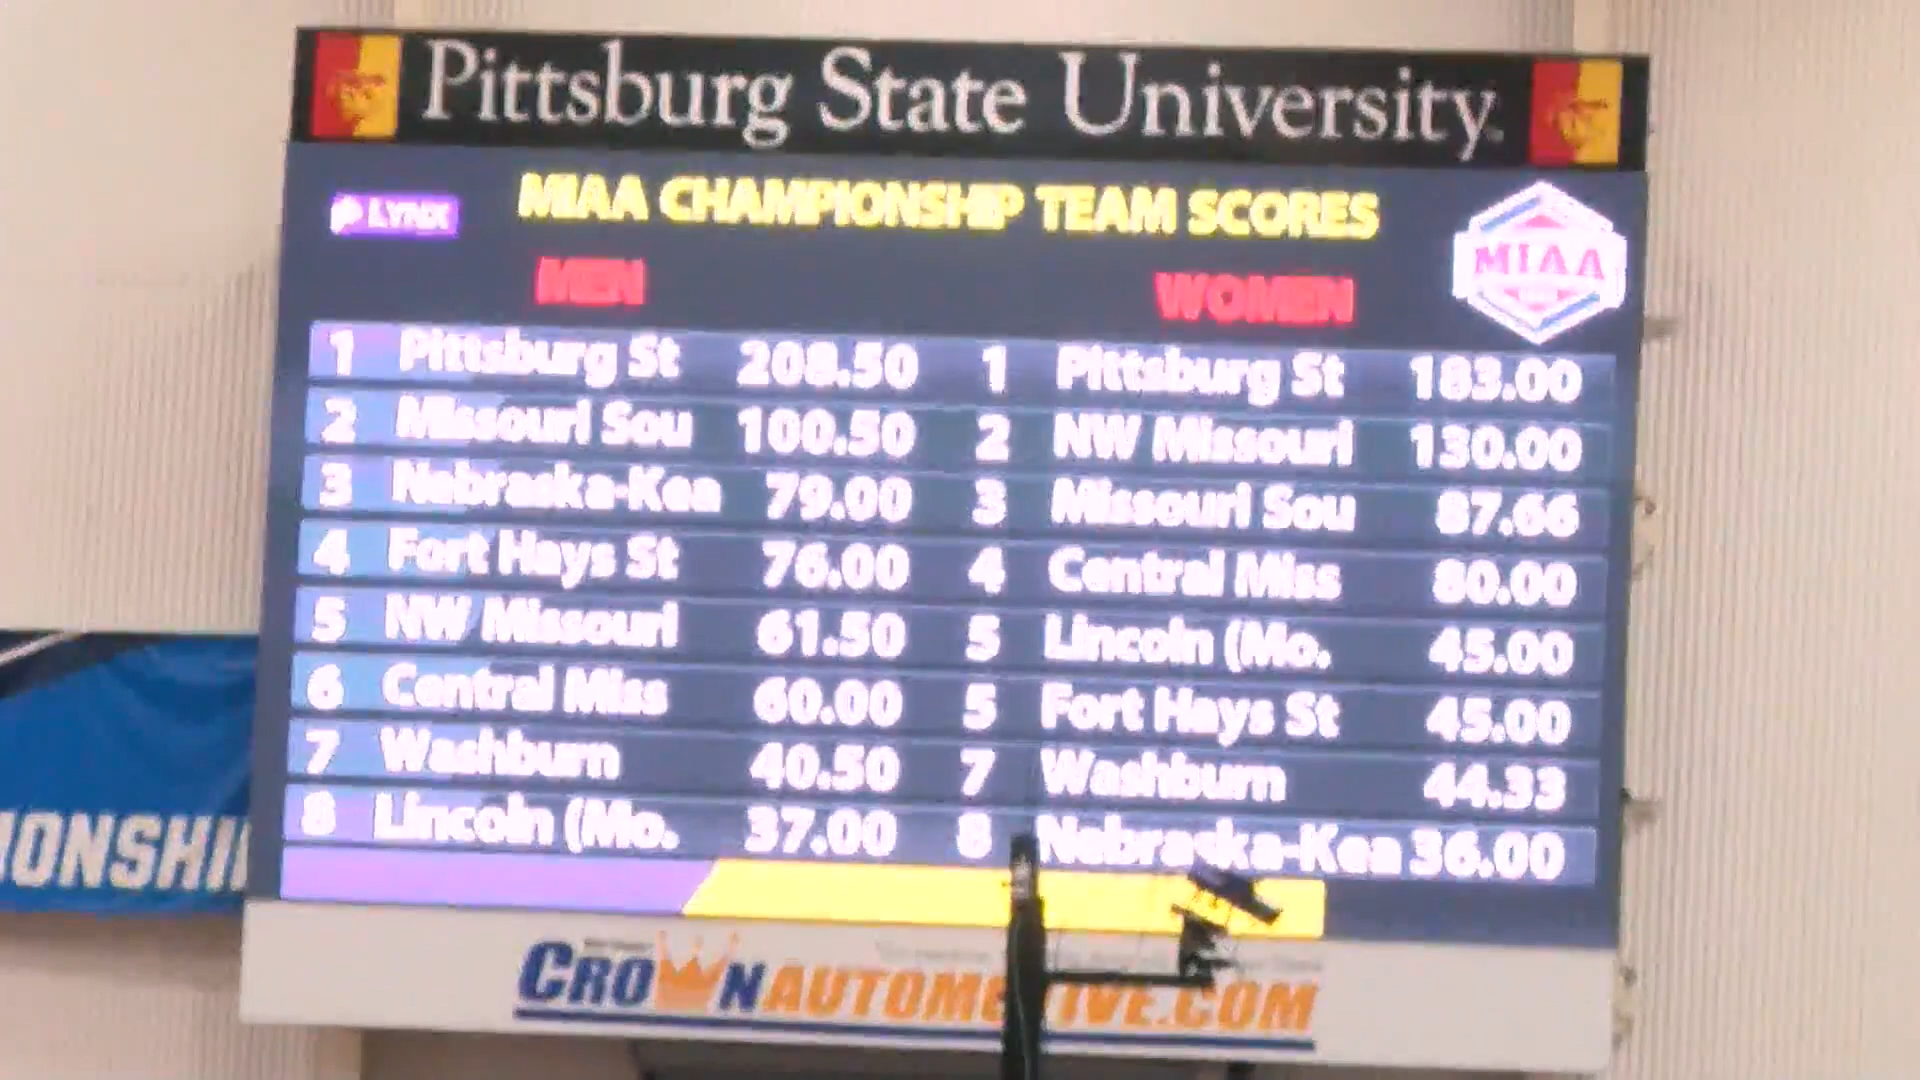 Pittsburg State University
LYNX
MIAA CHAMPIONSHIP TEAM SCORES
MIAA
MEN WOMEN
1 Pittsburg St 208.50 1 Pittsburg St 183.00
2 Missouri Sou 100.50 2 NW Missouri 130.00
3 Nebraska-Kea 79.00 3 Missouri Sou 87.66
4 Fort Hays St 76.00 4 Central Miss 80.00
5 NW Missouri 61.50 5 Lincoln (Mo. 45.00
6 Central Miss 60.00 5 Fort Hays St 45.00
7 Washburn 40.50 7 Washburn 44.33
8 Lincoln (Mo. 37.00 8 Nebraska-Kea 36.00
IONSHI
CROWNAUTOMOTIVE.COM